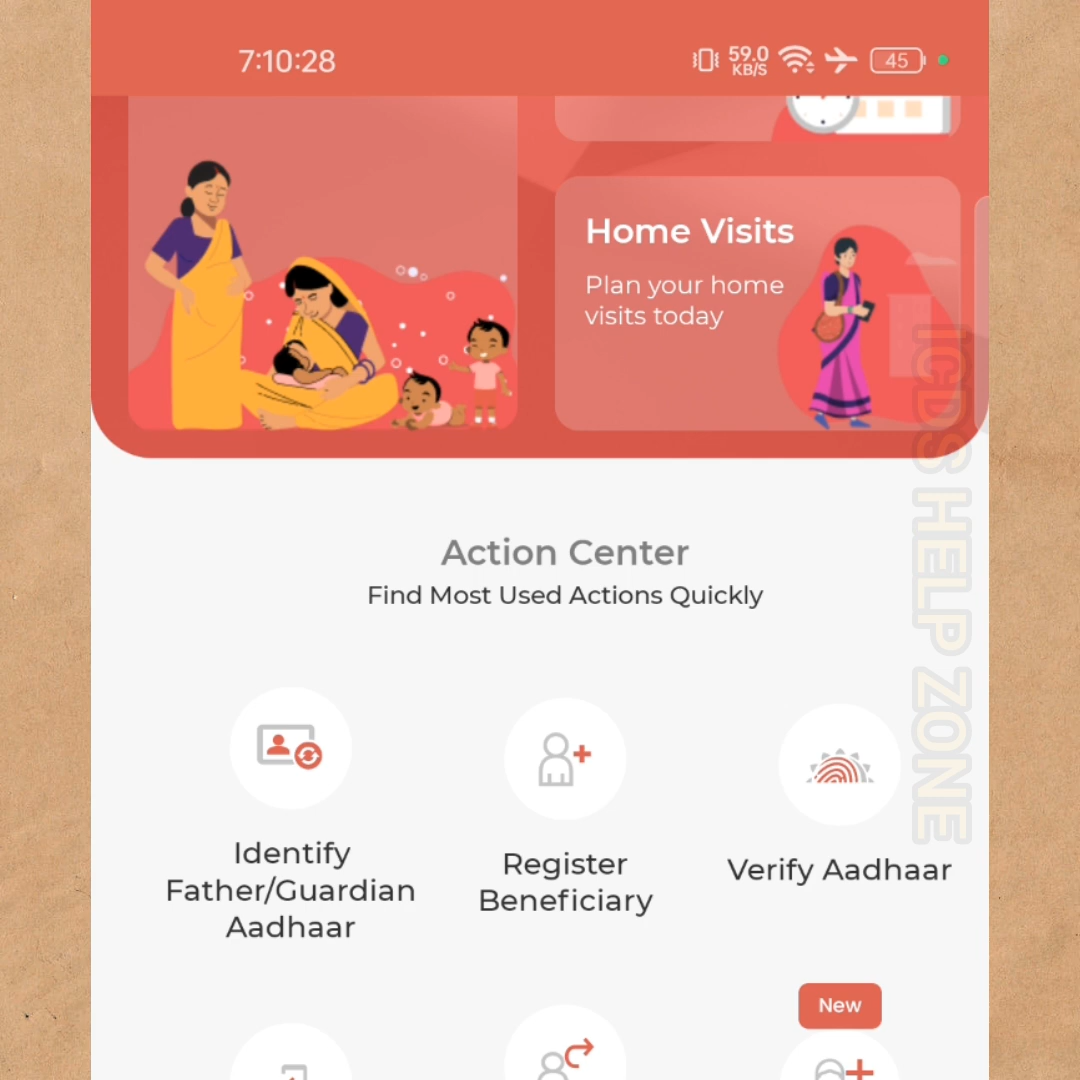 7:10:28
59.0
KB/S
45
Home Visits
Plan your home
visits today
ICDS HELP ZONE
Action Center
Find Most Used Actions Quickly
Identify
Father/Guardian
Aadhaar
Register
Beneficiary
Verify Aadhaar
New